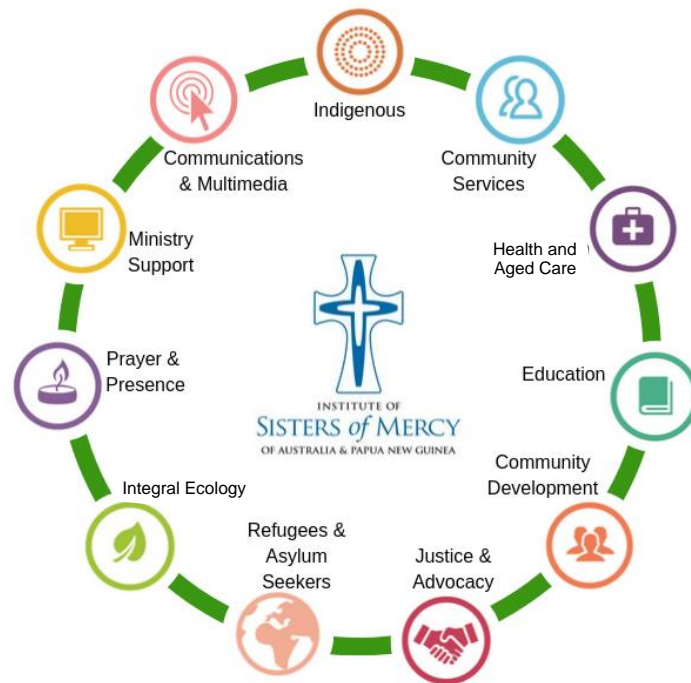 Indigenous
Communications
& Multimedia
Community
Services
Ministry
Support
Health and
Aged Care
Prayer &
Presence
INSTITUTE OF
SISTERS of MERCY
OF AUSTRALIA & PAPUA NEW GUINEA
Education
Community
Development
Integral Ecology
Refugees &
Asylum
Seekers
Justice &
Advocacy